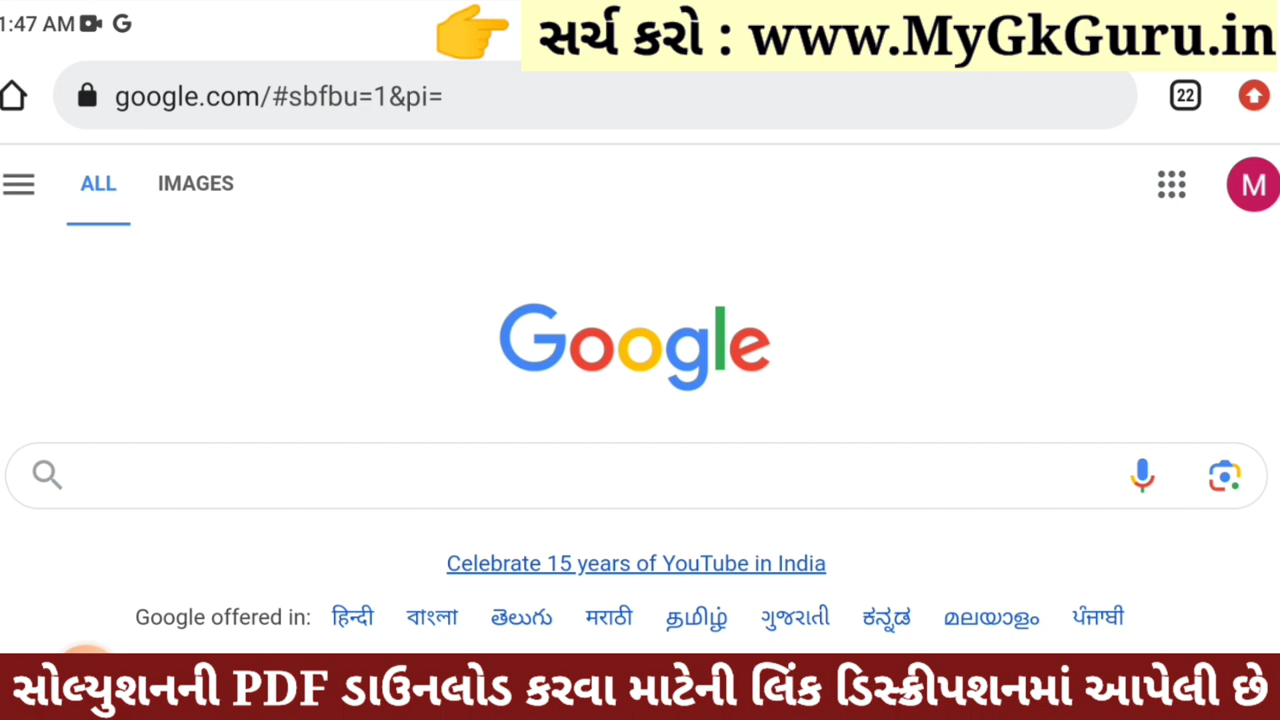 1:47 AM G
સર્ચ કરો : www.MyGkGuru.in
google.com/#sbfbu=1&pi=
22
ALL IMAGES
M
Google
Celebrate 15 years of YouTube in India
Google offered in: हिन्दी বাংলা తెలుగు मराठी தமிழ் ગુજરાતી ಕನ್ನಡ മലയാളം ਪੰਜਾਬੀ
સોલ્યુશનની PDF ડાઉનલોડ કરવા માટેની લિંક ડિસ્ક્રીપશનમાં આપેલી છે